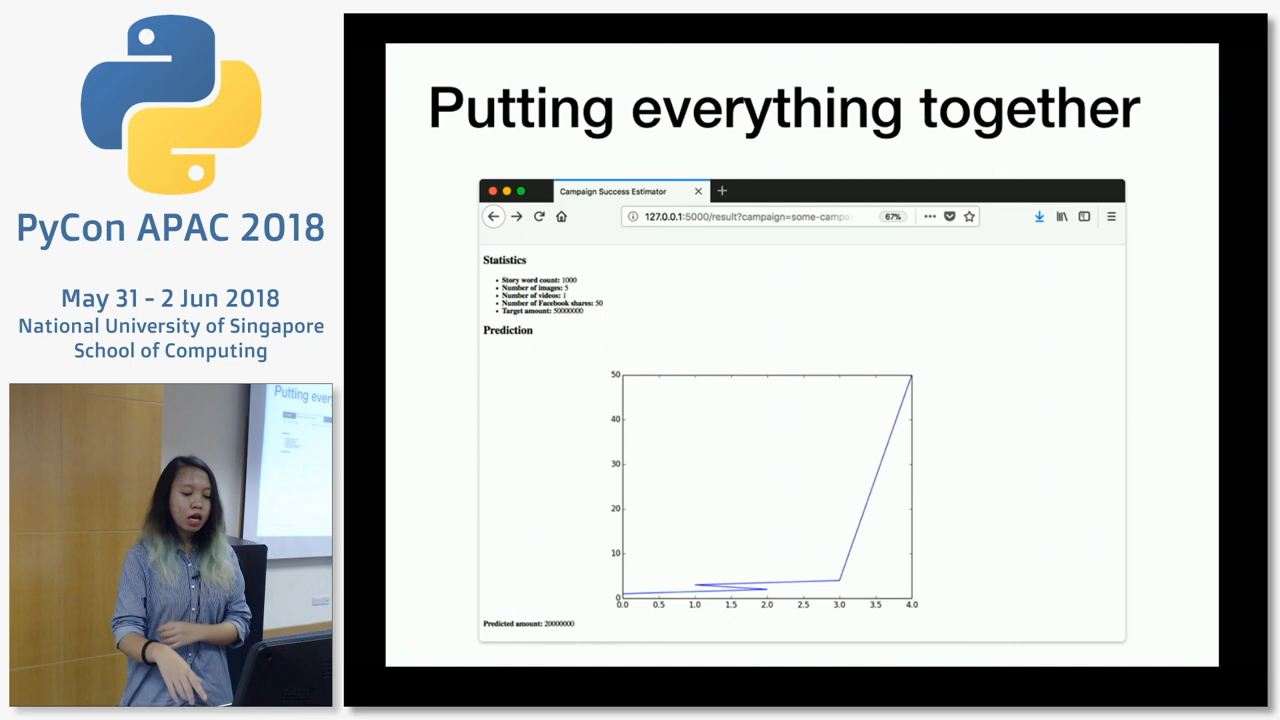 PyCon APAC 2018
May 31 - 2 Jun 2018
National University of Singapore
School of Computing
Putting ever
Putting everything together
Campaign Success Estimator
127.0.0.1:5000/result?campaign=some-campa
67%
Statistics
• Story word count: 1000
• Number of images: 5
• Number of videos: 1
• Number of Facebook shares: 50
• Target amount: 50000000
Prediction
50
40
30
20
10
0
0.0 0.5 1.0 1.5 2.0 2.5 3.0 3.5 4.0
Predicted amount: 20000000